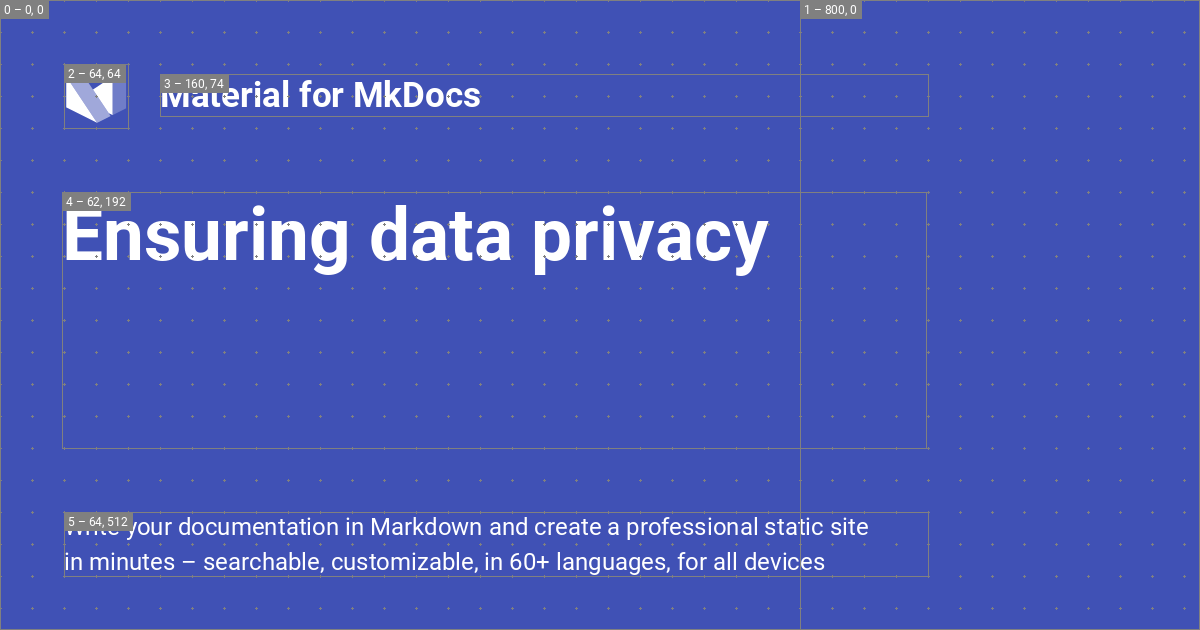 0 – 0, 0
1 – 800, 0
2 – 64, 64
3 – 160, 74
Material for MkDocs
4 – 62, 192
Ensuring data privacy
5 – 64, 512
Write your documentation in Markdown and create a professional static site
in minutes – searchable, customizable, in 60+ languages, for all devices